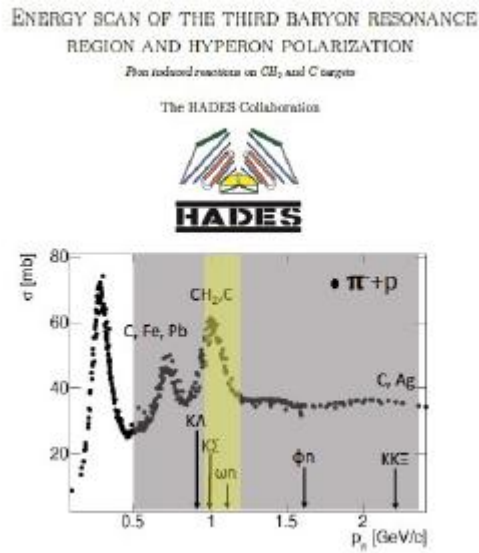 ENERGY SCAN OF THE THIRD BARYON RESONANCE
REGION AND HYPERON POLARIZATION
Pion induced reactions on CH₂ and C targets
The HADES Collaboration
HADES
80
σ [mb]
π⁻+p
CH₂,C
60
C, Fe, Pb
40
C, Ag
KΛ
KΣ
ωn
ϕn
KKΞ
20
0.5
1
1.5
2
pπ [GeV/c]